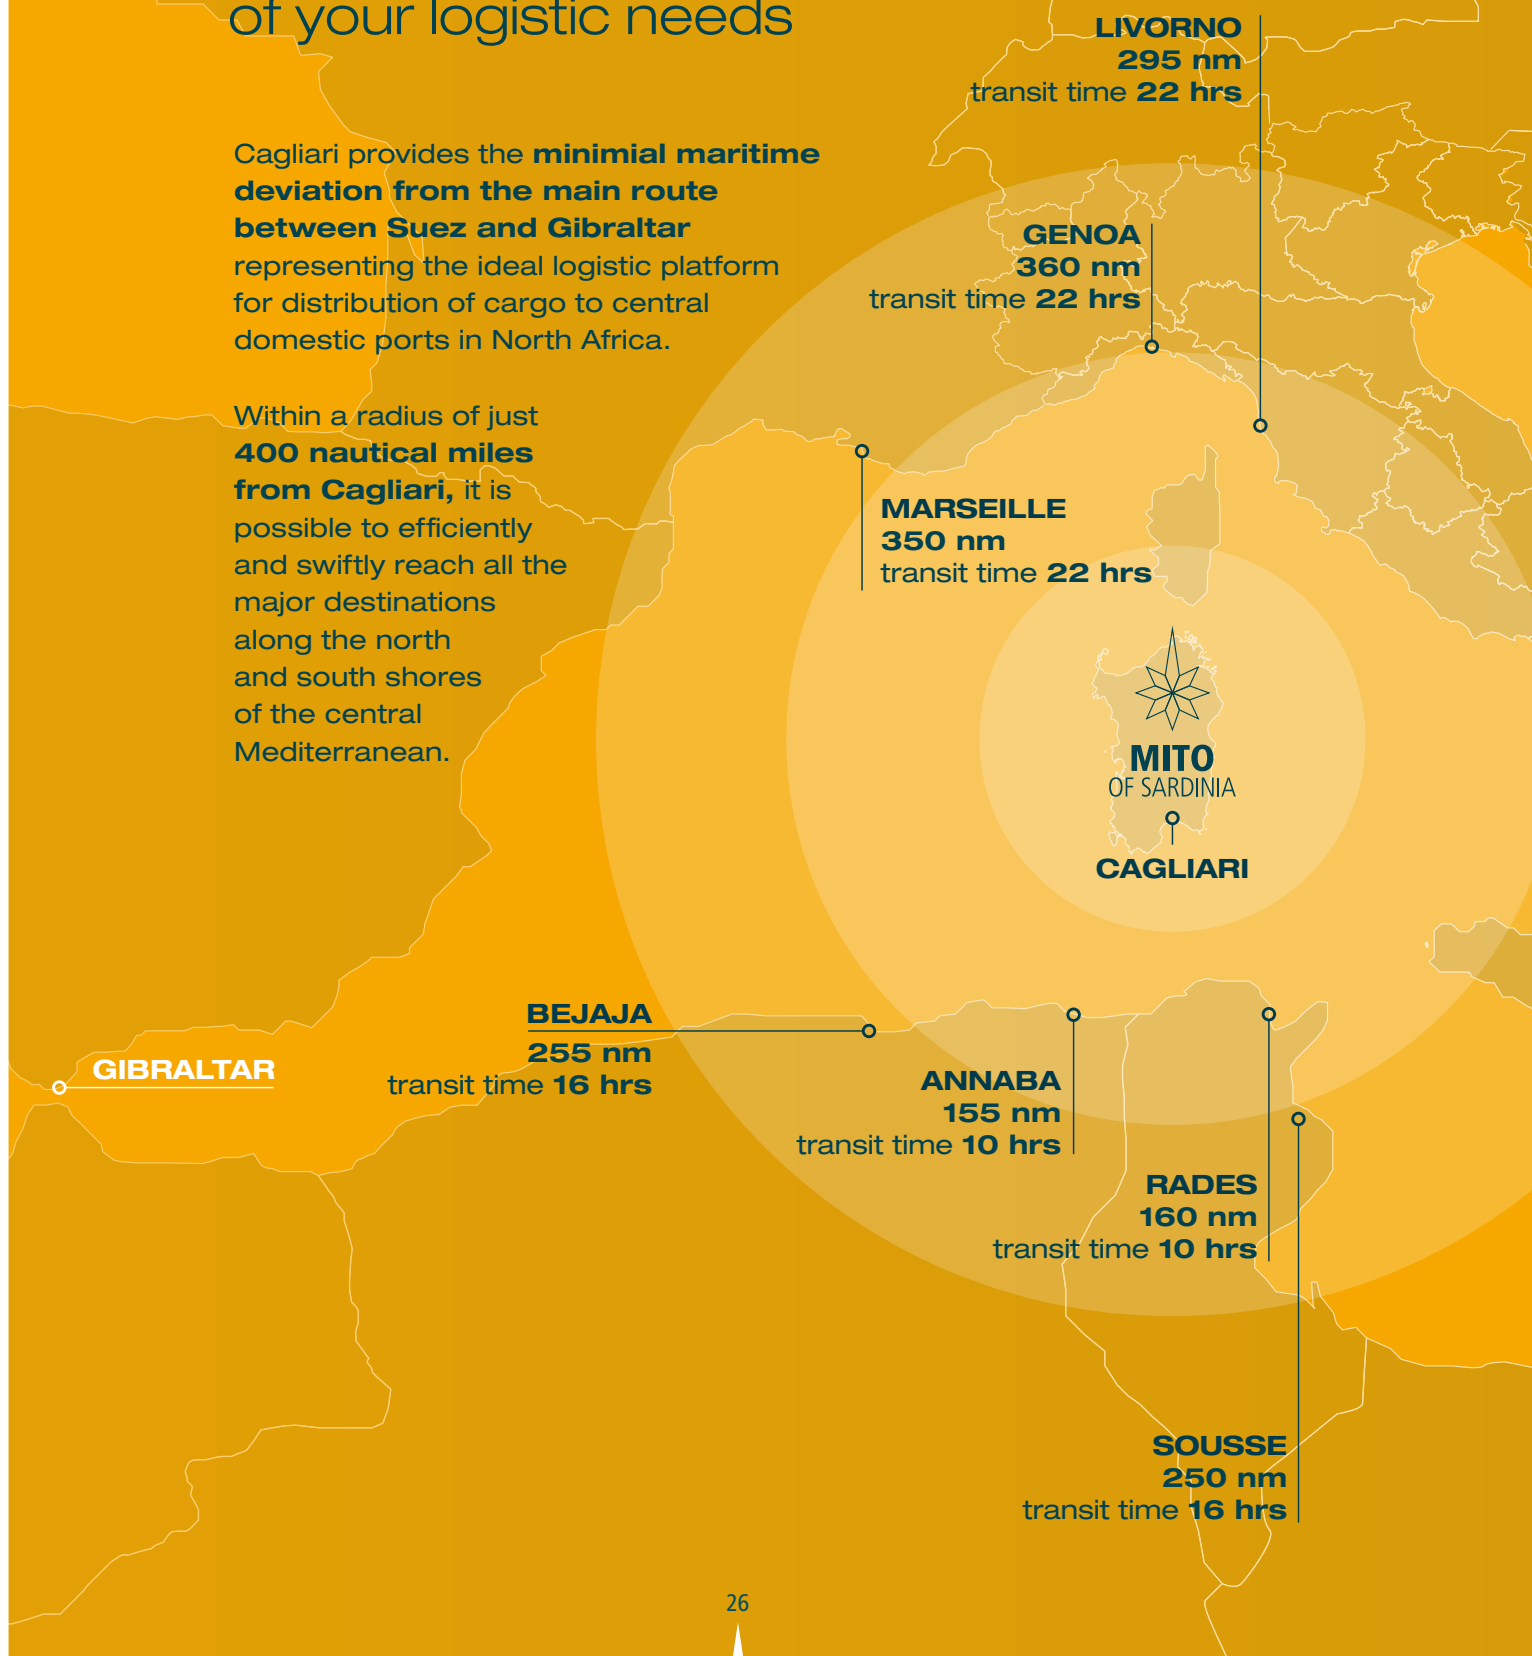 of your logistic needs
Cagliari provides the minimial maritime
deviation from the main route
between Suez and Gibraltar
representing the ideal logistic platform
for distribution of cargo to central
domestic ports in North Africa.
Within a radius of just
400 nautical miles
from Cagliari, it is
possible to efficiently
and swiftly reach all the
major destinations
along the north
and south shores
of the central
Mediterranean.
LIVORNO
295 nm
transit time 22 hrs
GENOA
360 nm
transit time 22 hrs
MARSEILLE
350 nm
transit time 22 hrs
MITO
OF SARDINIA
CAGLIARI
GIBRALTAR
BEJAJA
255 nm
transit time 16 hrs
ANNABA
155 nm
transit time 10 hrs
RADES
160 nm
transit time 10 hrs
SOUSSE
250 nm
transit time 16 hrs
26